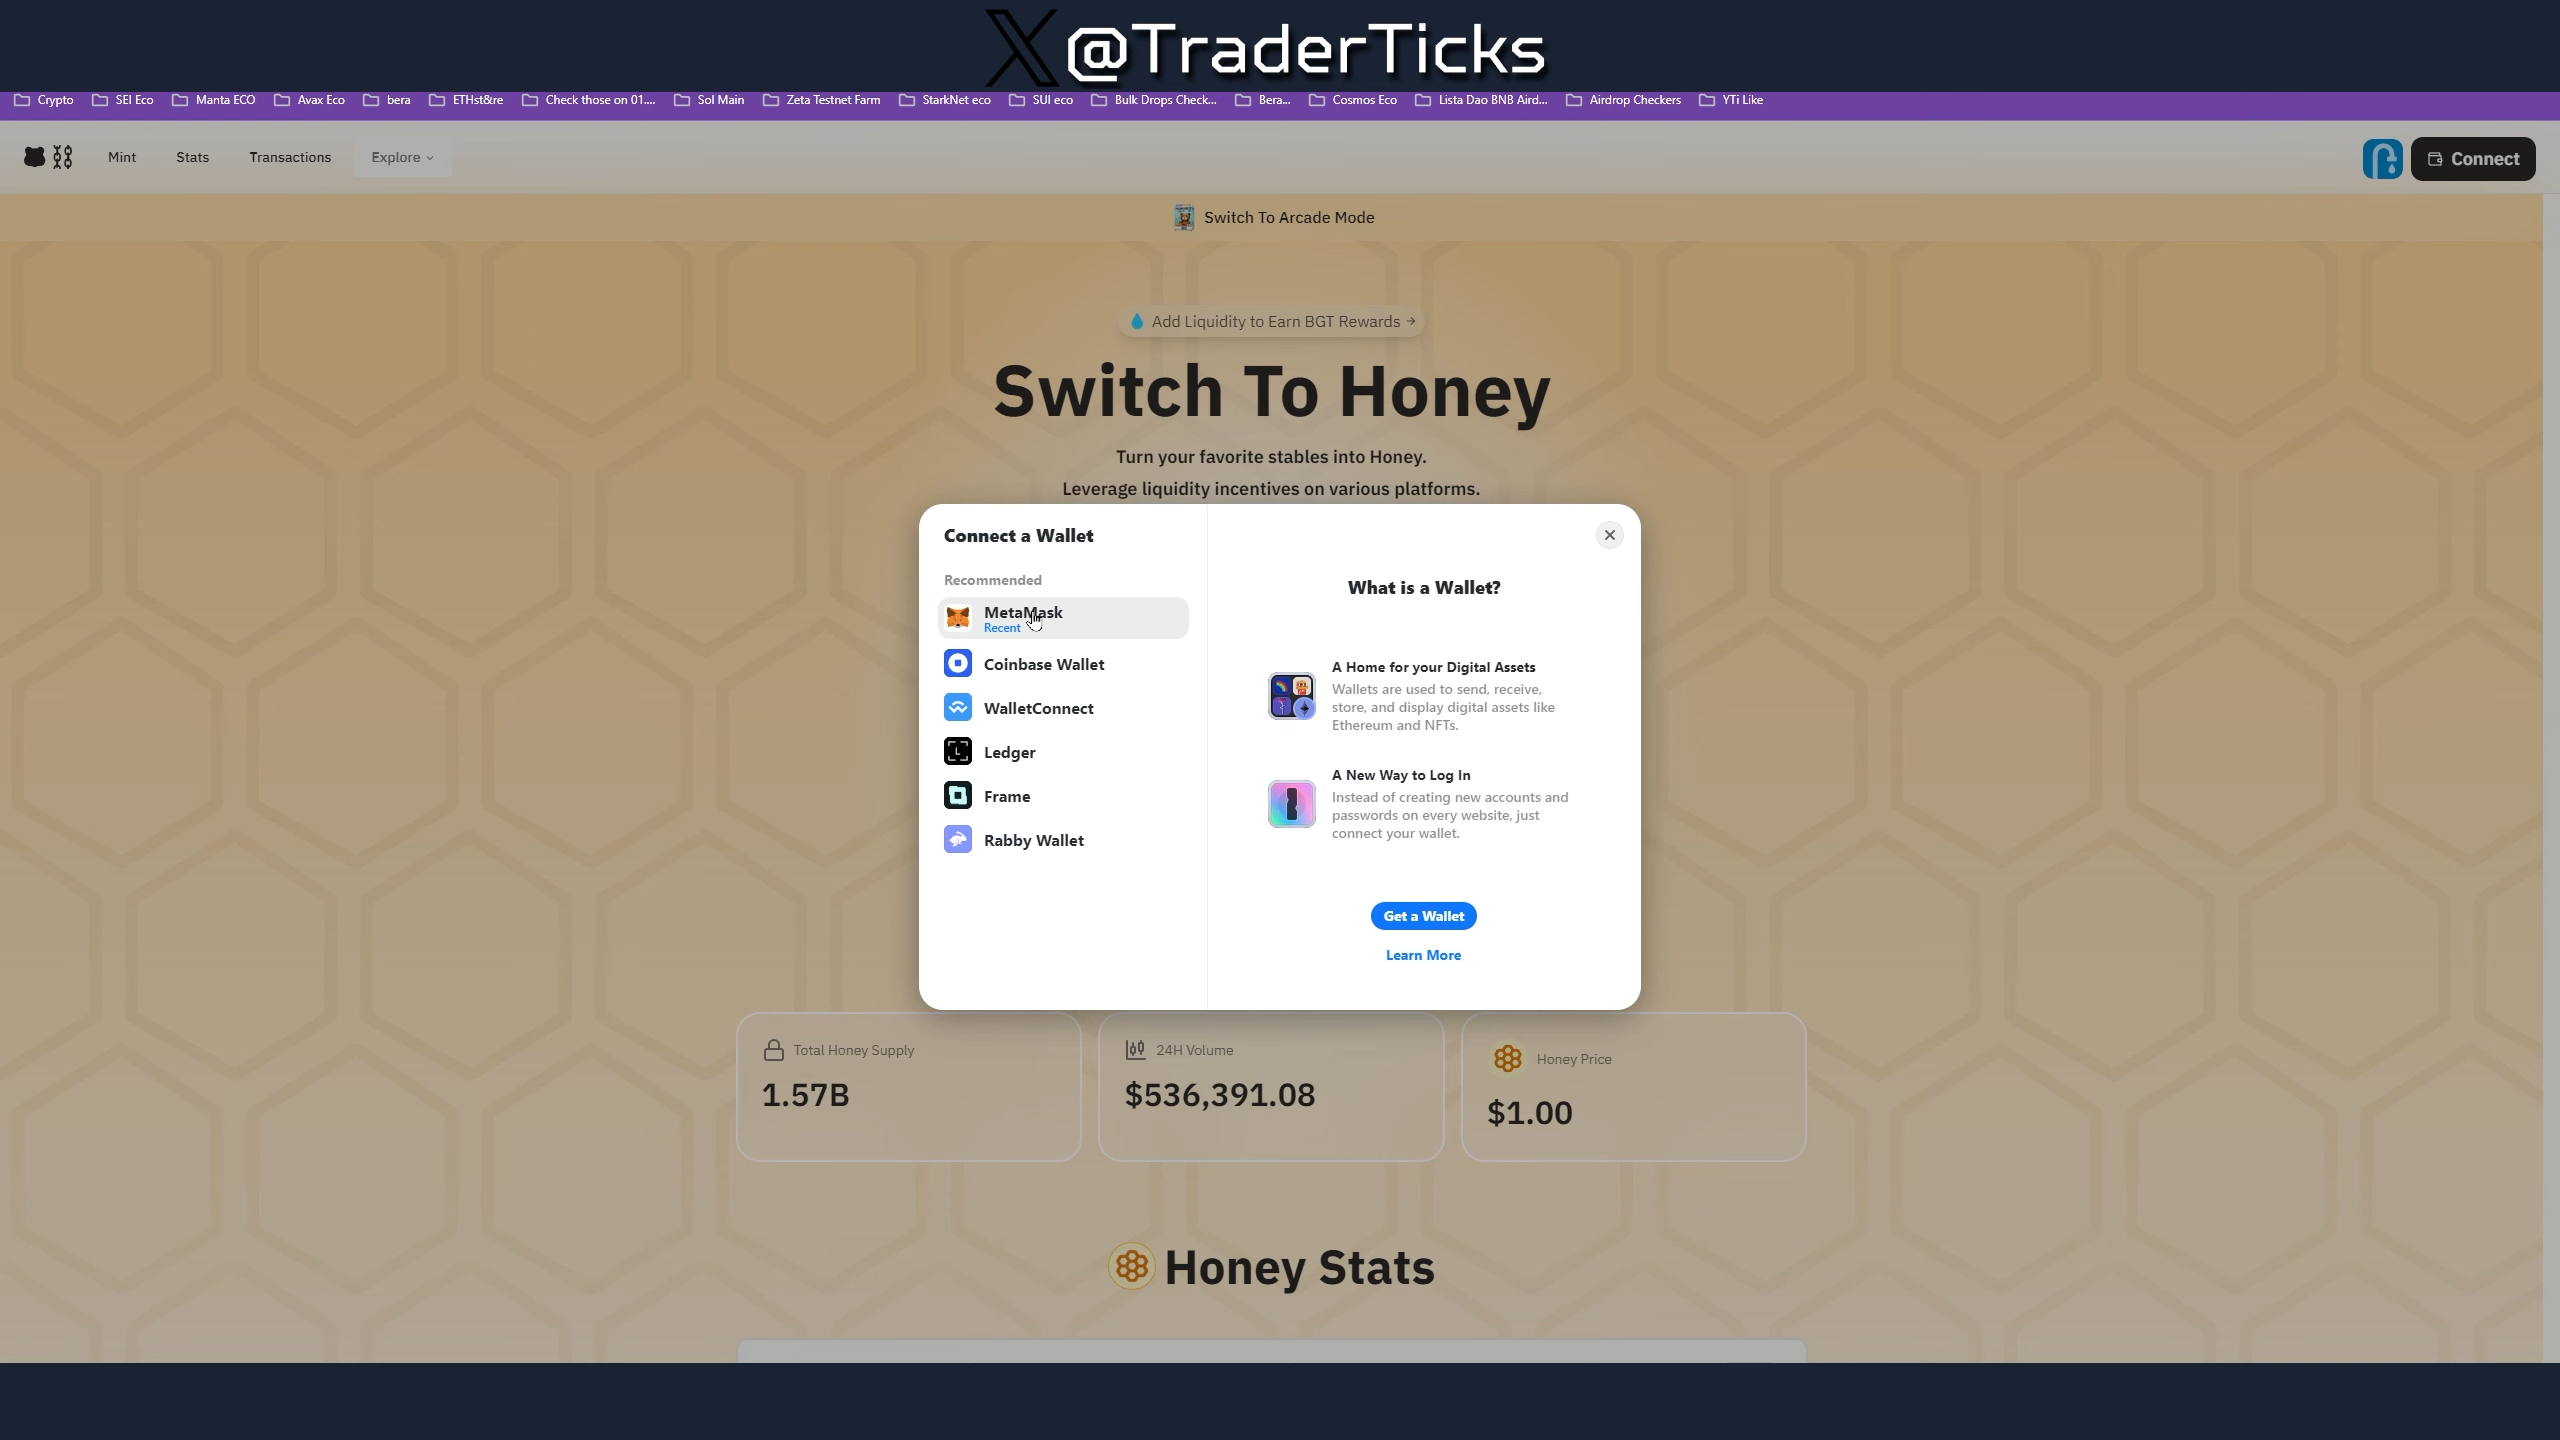 @TraderTicks
Crypto SEI Eco Manta ECO Avax Eco bera ETHst&re Check those on 01.... Sol Main Zeta Testnet Farm StarkNet eco SUI eco Bulk Drops Check... Bera... Cosmos Eco Lista Dao BNB Aird... Airdrop Checkers YTi Like
Mint Stats Transactions Explore Connect
Switch To Arcade Mode
Add Liquidity to Earn BGT Rewards →
Switch To Honey
Turn your favorite stables into Honey.
Leverage liquidity incentives on various platforms.
Connect a Wallet
Recommended
MetaMask
Recent
Coinbase Wallet
WalletConnect
Ledger
Frame
Rabby Wallet
What is a Wallet?
A Home for your Digital Assets
Wallets are used to send, receive,
store, and display digital assets like
Ethereum and NFTs.
A New Way to Log In
Instead of creating new accounts and
passwords on every website, just
connect your wallet.
Get a Wallet
Learn More
Total Honey Supply
1.57B
24H Volume
$536,391.08
Honey Price
$1.00
Honey Stats